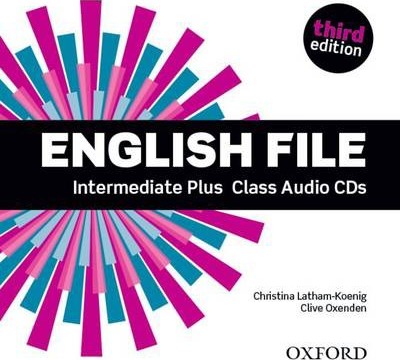 third
edition
ENGLISH FILE
Intermediate Plus Class Audio CDs
Christina Latham-Koenig
Clive Oxenden
OXFORD